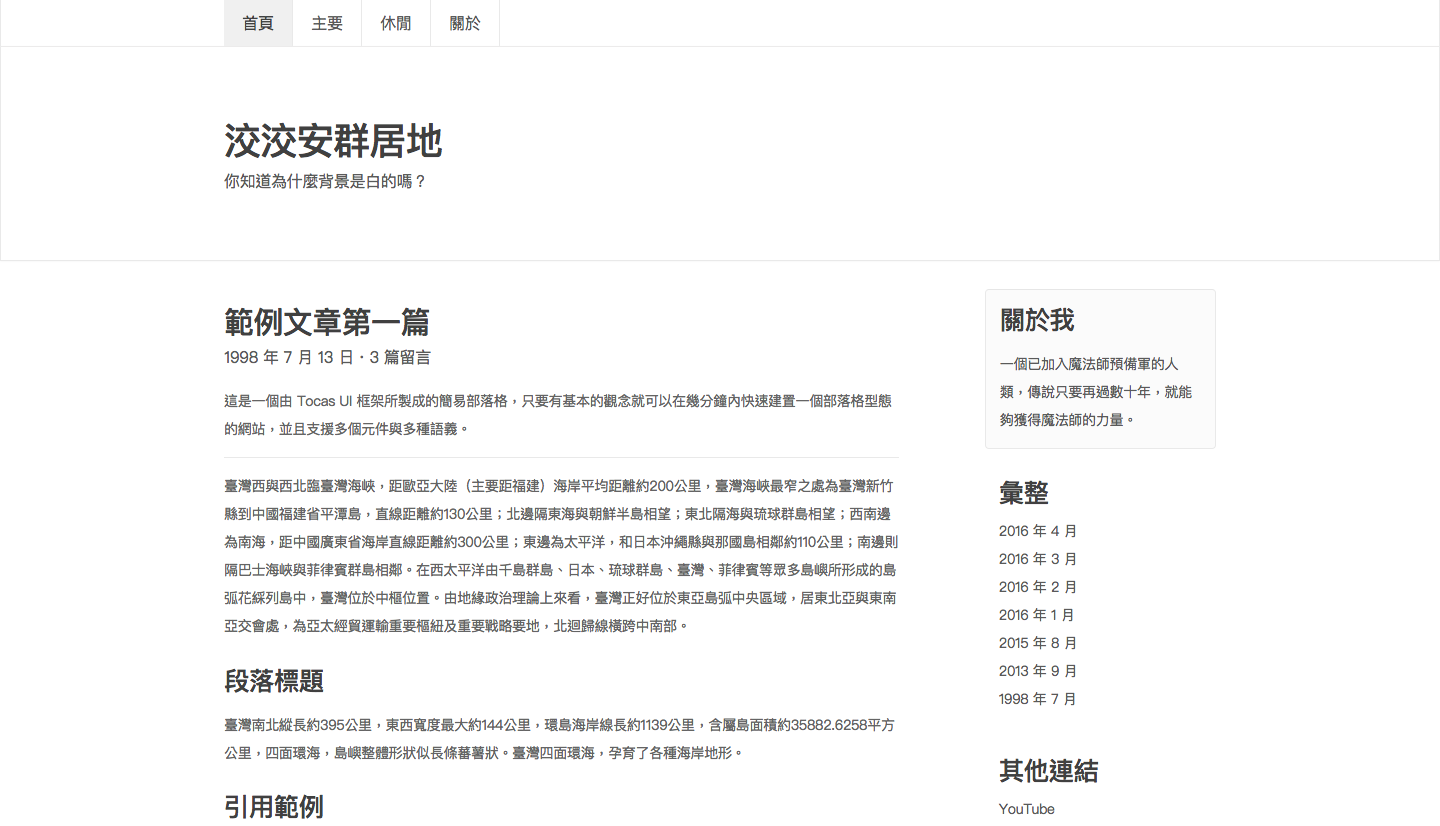 首頁
主要
休閒
關於
洨洨安群居地
你知道為什麼背景是白的嗎？
範例文章第一篇
1998 年 7 月 13 日．3 篇留言
這是一個由 Tocas UI 框架所製成的簡易部落格，只要有基本的觀念就可以在幾分鐘內快速建置一個部落格型態
的網站，並且支援多個元件與多種語義。
臺灣西與西北臨臺灣海峽，距歐亞大陸（主要距福建）海岸平均距離約200公里，臺灣海峽最窄之處為臺灣新竹
縣到中國福建省平潭島，直線距離約130公里；北邊隔東海與朝鮮半島相望；東北隔海與琉球群島相望；西南邊
為南海，距中國廣東省海岸直線距離約300公里；東邊為太平洋，和日本沖繩縣與那國島相鄰約110公里；南邊則
隔巴士海峽與菲律賓群島相鄰。在西太平洋由千島群島、日本、琉球群島、臺灣、菲律賓等眾多島嶼所形成的島
弧花綵列島中，臺灣位於中樞位置。由地緣政治理論上來看，臺灣正好位於東亞島弧中央區域，居東北亞與東南
亞交會處，為亞太經貿運輸重要樞紐及重要戰略要地，北迴歸線橫跨中南部。
段落標題
臺灣南北縱長約395公里，東西寬度最大約144公里，環島海岸線長約1139公里，含屬島面積約35882.6258平方
公里，四面環海，島嶼整體形狀似長條蕃薯狀。臺灣四面環海，孕育了各種海岸地形。
引用範例
關於我
一個已加入魔法師預備軍的人
類，傳說只要再過數十年，就能
夠獲得魔法師的力量。
彙整
2016 年 4 月
2016 年 3 月
2016 年 2 月
2016 年 1 月
2015 年 8 月
2013 年 9 月
1998 年 7 月
其他連結
YouTube